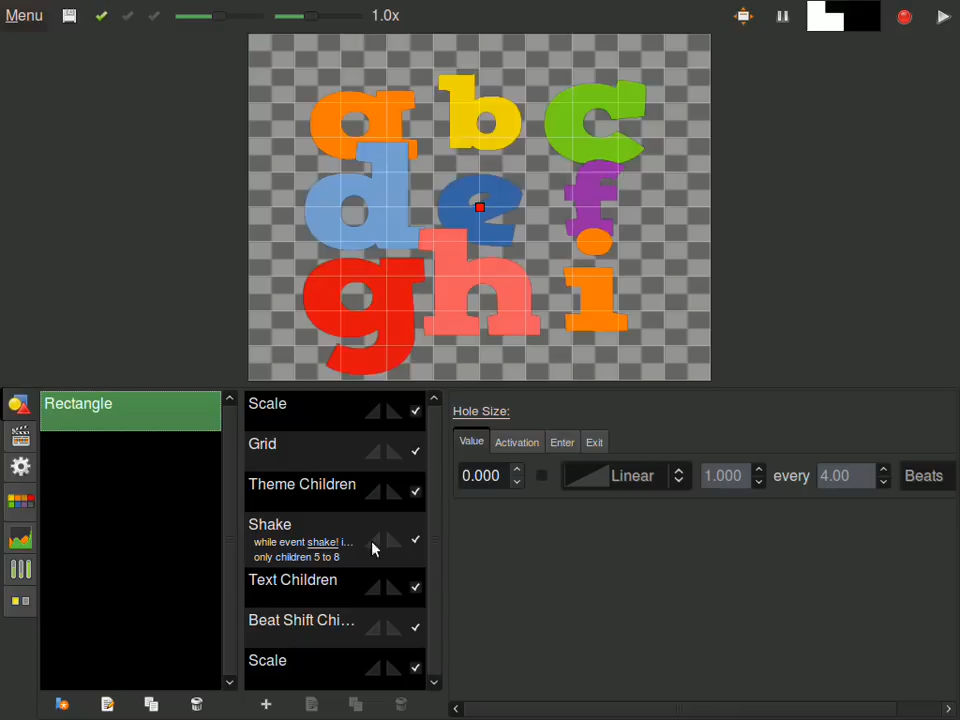 Menu
1.0x
a b c
d e f
g h i
Rectangle
Scale
Grid
Theme Children
Shake
while event shake! i...
only children 5 to 8
Text Children
Beat Shift Chi...
Scale
Hole Size:
Value Activation Enter Exit
0.000 Linear 1.000 every 4.00 Beats